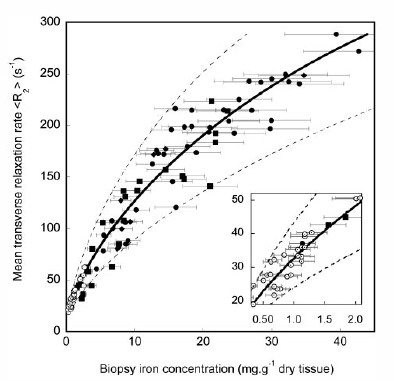 Mean transverse relaxation rate <R₂> (s⁻¹)
300
250
200
150
100
50
0
50
40
30
20
0.50 1.0 1.5 2.0
0 10 20 30 40
Biopsy iron concentration (mg.g⁻¹ dry tissue)